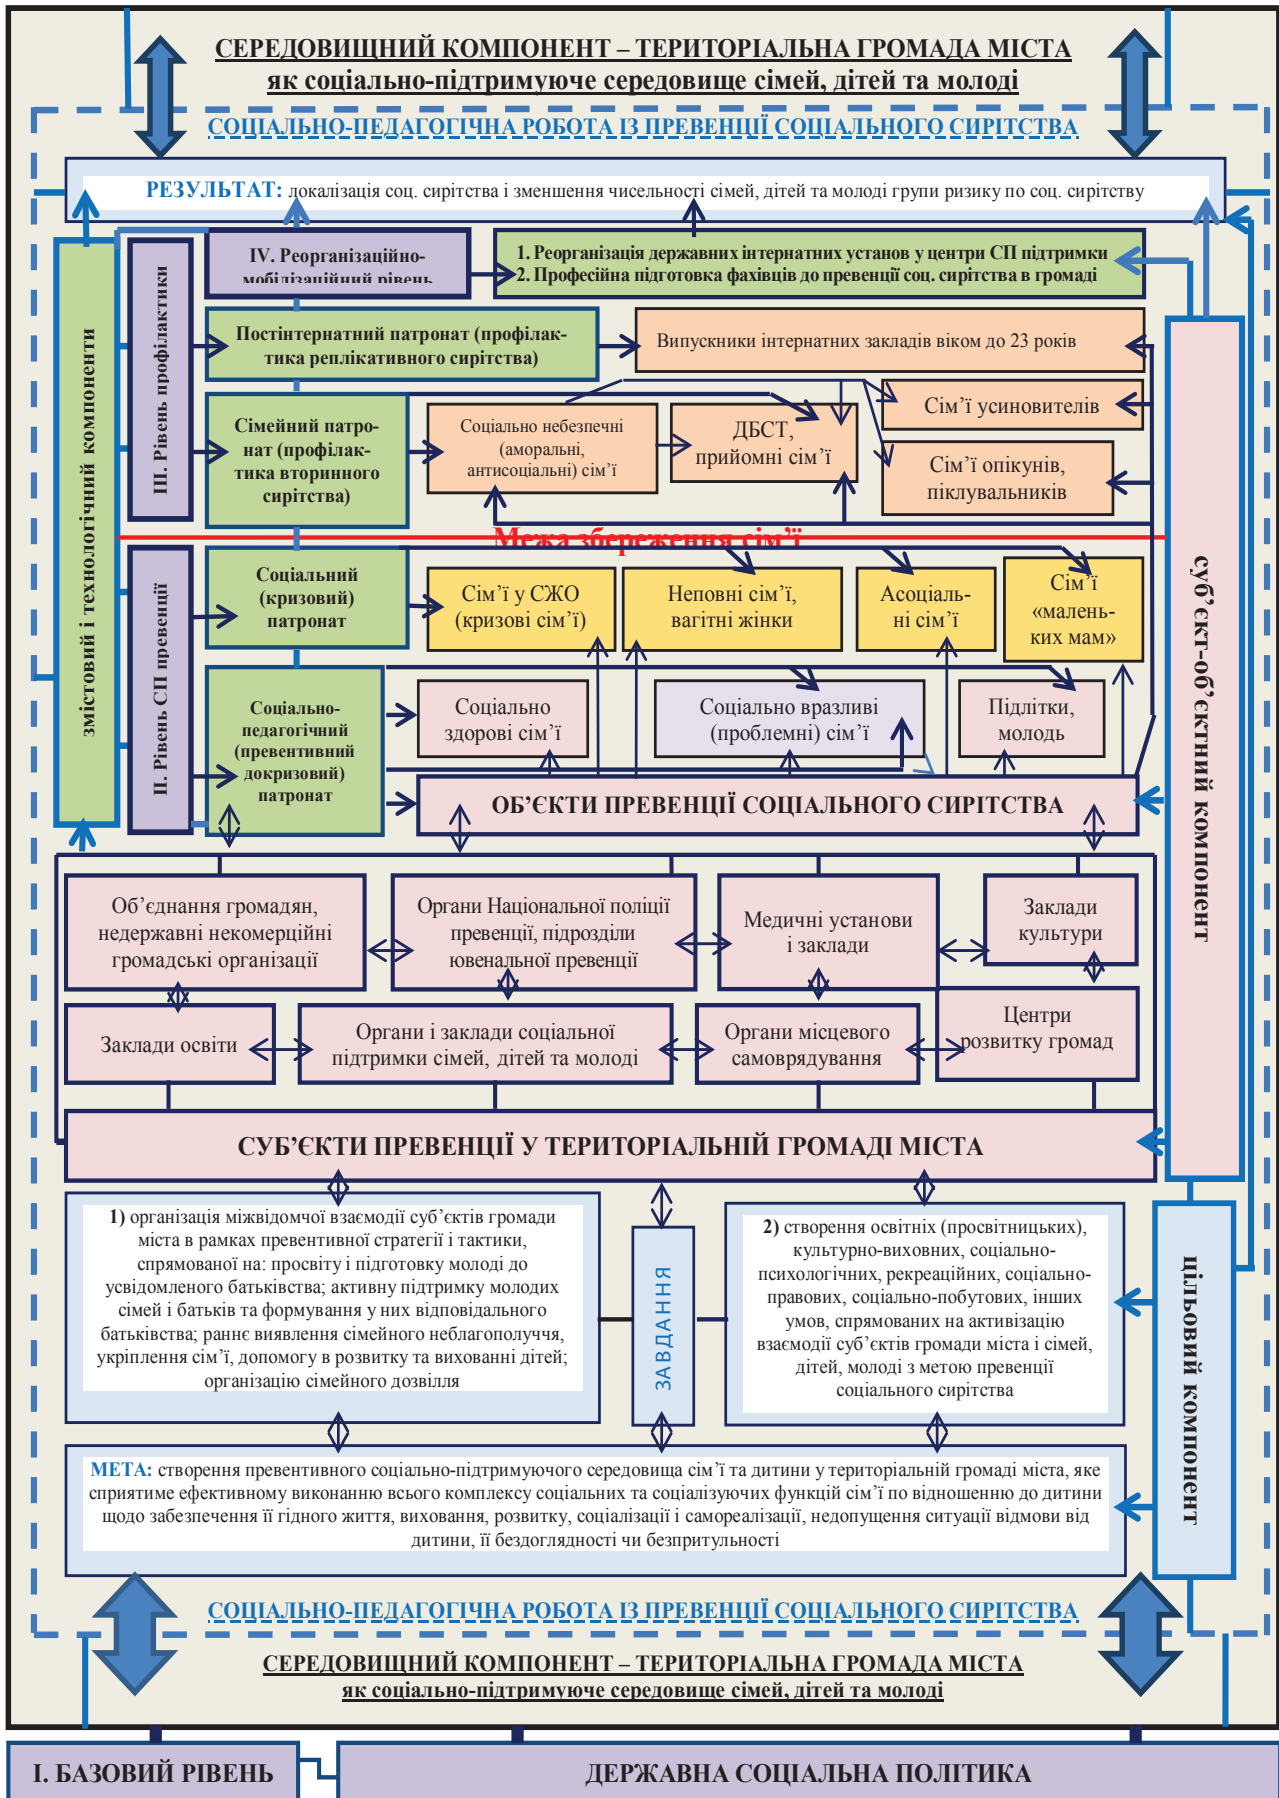 СЕРЕДОВИЩНИЙ КОМПОНЕНТ – ТЕРИТОРІАЛЬНА ГРОМАДА МІСТА
як соціально-підтримуюче середовище сімей, дітей та молоді
СОЦІАЛЬНО-ПЕДАГОГІЧНА РОБОТА ІЗ ПРЕВЕНЦІЇ СОЦІАЛЬНОГО СИРІТСТВА
РЕЗУЛЬТАТ: локалізація соц. сирітства і зменшення чисельності сімей, дітей та молоді групи ризику по соц. сирітству
змістовий і технологічний компоненти
ІІІ. Рівень профілактики
IV. Реорганізаційно-
мобілізаційний рівень
1. Реорганізація державних інтернатних установ у центри СП підтримки
2. Професійна підготовка фахівців до превенції соц. сирітства в громаді
Постінтернатний патронат (профілак-
тика реплікативного сирітства)
Випускники інтернатних закладів віком до 23 років
Сімейний патро-
нат (профілак-
тика вторинного
сирітства)
Соціально небезпечні
(аморальні,
антисоціальні) сім’ї
ДБСТ,
прийомні сім’ї
Сім’ї усиновителів
Сім’ї опікунів,
піклувальників
Межа збереження сім’ї
ІІ. Рівень СП превенції
Соціальний
(кризовий)
патронат
Сім’ї у СЖО
(кризові сім’ї)
Неповні сім’ї,
вагітні жінки
Асоціаль-
ні сім’ї
Сім’ї
«малень-
ких мам»
Соціально-
педагогічний
(превентивний
докризовий)
патронат
Соціально
здорові сім’ї
Соціально вразливі
(проблемні) сім’ї
Підлітки,
молодь
ОБ’ЄКТИ ПРЕВЕНЦІЇ СОЦІАЛЬНОГО СИРІТСТВА
суб’єкт-об’єктний компонент
Об’єднання громадян,
недержавні некомерційні
громадські організації
Органи Національної поліції
превенції, підрозділи
ювенальної превенції
Медичні установи
і заклади
Заклади
культури
Заклади освіти
Органи і заклади соціальної
підтримки сімей, дітей та молоді
Органи місцевого
самоврядування
Центри
розвитку громад
СУБ’ЄКТИ ПРЕВЕНЦІЇ У ТЕРИТОРІАЛЬНІЙ ГРОМАДІ МІСТА
1) організація міжвідомчої взаємодії суб’єктів громади
міста в рамках превентивної стратегії і тактики,
спрямованої на: просвіту і підготовку молоді до
усвідомленого батьківства; активну підтримку молодих
сімей і батьків та формування у них відповідального
батьківства; раннє виявлення сімейного неблагополуччя,
укріплення сім’ї, допомогу в розвитку та вихованні дітей;
організацію сімейного дозвілля
ЗАВДАННЯ
2) створення освітніх (просвітницьких),
культурно-виховних, соціально-
психологічних, рекреаційних, соціально-
правових, соціально-побутових, інших
умов, спрямованих на активізацію
взаємодії суб’єктів громади міста і сімей,
дітей, молоді з метою превенції
соціального сирітства
цільовий компонент
МЕТА: створення превентивного соціально-підтримуючого середовища сім’ї та дитини у територіальній громаді міста, яке
сприятиме ефективному виконанню всього комплексу соціальних та соціалізуючих функцій сім’ї по відношенню до дитини
щодо забезпечення її гідного життя, виховання, розвитку, соціалізації і самореалізації, недопущення ситуації відмови від
дитини, її бездоглядності чи безпритульності
СОЦІАЛЬНО-ПЕДАГОГІЧНА РОБОТА ІЗ ПРЕВЕНЦІЇ СОЦІАЛЬНОГО СИРІТСТВА
СЕРЕДОВИЩНИЙ КОМПОНЕНТ – ТЕРИТОРІАЛЬНА ГРОМАДА МІСТА
як соціально-підтримуюче середовище сімей, дітей та молоді
І. БАЗОВИЙ РІВЕНЬ
ДЕРЖАВНА СОЦІАЛЬНА ПОЛІТИКА